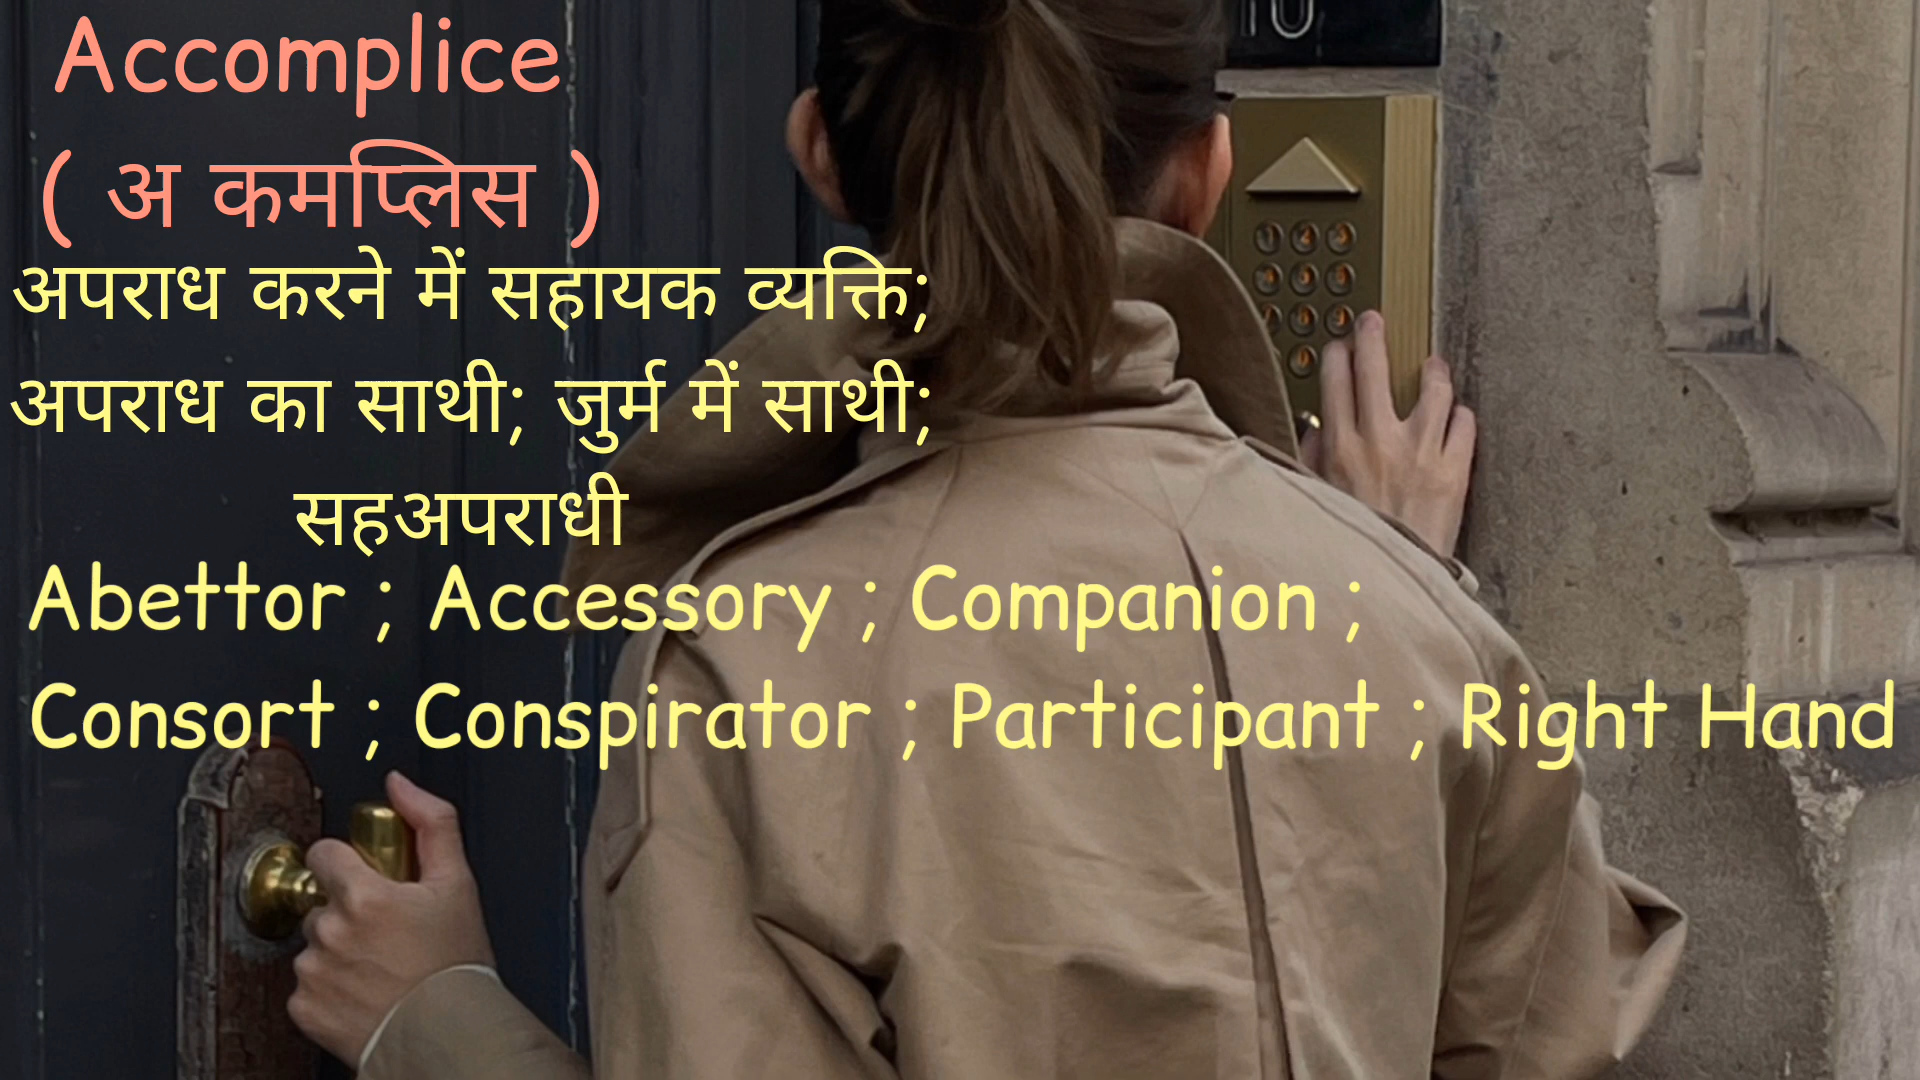 Accomplice
( अ कमप्लिस )
अपराध करने में सहायक व्यक्ति;
अपराध का साथी; जुर्म में साथी;
सहअपराधी
Abettor ; Accessory ; Companion ;
Consort ; Conspirator ; Participant ; Right Hand